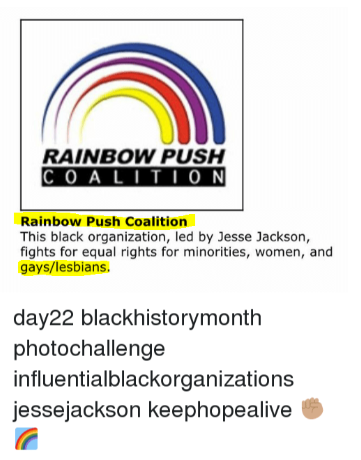 RAINBOW PUSH
COALITION
Rainbow Push Coalition
This black organization, led by Jesse Jackson,
fights for equal rights for minorities, women, and
gays/lesbians.
day22 blackhistorymonth
photochallenge
influentialblackorganizations
jessejackson keephopealive ✊🏽
🌈